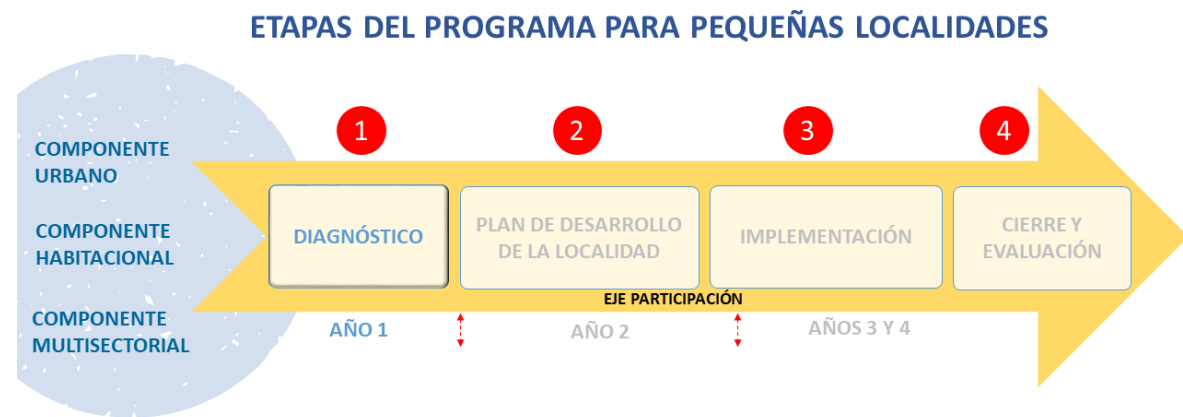 ETAPAS DEL PROGRAMA PARA PEQUEÑAS LOCALIDADES
1
2
3
4
COMPONENTE
URBANO
COMPONENTE
HABITACIONAL
COMPONENTE
MULTISECTORIAL
DIAGNÓSTICO
PLAN DE DESARROLLO
DE LA LOCALIDAD
IMPLEMENTACIÓN
CIERRE Y
EVALUACIÓN
EJE PARTICIPACIÓN
AÑO 1
AÑO 2
AÑOS 3 Y 4